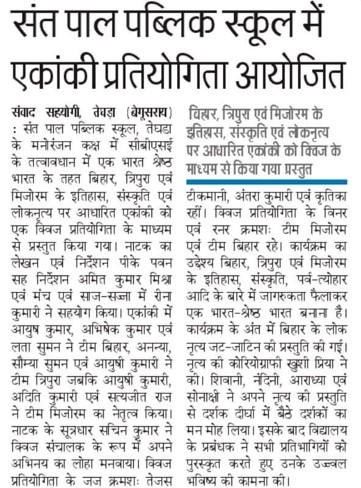 संत पाल पब्लिक स्कूल में
एकांकी प्रतियोगिता आयोजित
संवाद सहयोगी, तेघड़ा (बेगूसराय)
: संत पाल पब्लिक स्कूल, तेघड़ा
के मनोरंजन कक्ष में सीबीएसई
के तत्वावधान में एक भारत श्रेष्ठ
भारत के तहत बिहार, त्रिपुरा एवं
मिजोरम के इतिहास, संस्कृति एवं
लोकनृत्य पर आधारित एकांकी को
एक क्विज प्रतियोगिता के माध्यम
से प्रस्तुत किया गया। नाटक का
लेखन एवं निर्देशन पीके पवन
सह निर्देशन अमित कुमार मिश्रा
एवं मंच एवं साज-सज्जा में रीना
कुमारी ने सहयोग किया। एकांकी में
आयुष कुमार, अभिषेक कुमार एवं
लता सुमन ने टीम बिहार, अनन्या,
सौम्या सुमन एवं आयुषी कुमारी ने
टीम त्रिपुरा जबकि आयुषी कुमारी,
अदिति कुमारी एवं सत्यजीत राज
ने टीम मिजोरम का नेतृत्व किया।
नाटक के सूत्रधार सचिन कुमार ने
क्विज संचालक के रूप में अपने
अभिनय का लोहा मनवाया। क्विज
प्रतियोगिता के जज क्रमशः तेजस
बिहार, त्रिपुरा एवं मिजोरम के
इतिहास, संस्कृति एवं लोकनृत्य
पर आधारित एकांकी को क्विज के
माध्यम से किया गया प्रस्तुत
टीकमानी, अंतरा कुमारी एवं कृतिका
रहीं। क्विज प्रतियोगिता के विनर
एवं रनर क्रमशः टीम मिजोरम
एवं टीम बिहार रहे। कार्यक्रम का
उद्देश्य बिहार, त्रिपुरा एवं मिजोरम
के इतिहास, संस्कृति, पर्व-त्योहार
आदि के बारे में जागरुकता फैलाकर
एक भारत-श्रेष्ठ भारत बनाना है।
कार्यक्रम के अंत में बिहार के लोक
नृत्य जट-जाटिन की प्रस्तुति की गई।
नृत्य की कोरियोग्राफी खुशी प्रिया ने
की। शिवानी, नंदिनी, आराध्या एवं
सोनाक्षी ने अपने नृत्य की प्रस्तुति
से दर्शक दीर्घा में बैठे दर्शकों का
मन मोह लिया। इसके बाद विद्यालय
के प्रबंधक ने सभी प्रतिभागियों को
पुरस्कृत करते हुए उनके उज्ज्वल
भविष्य की कामना की।